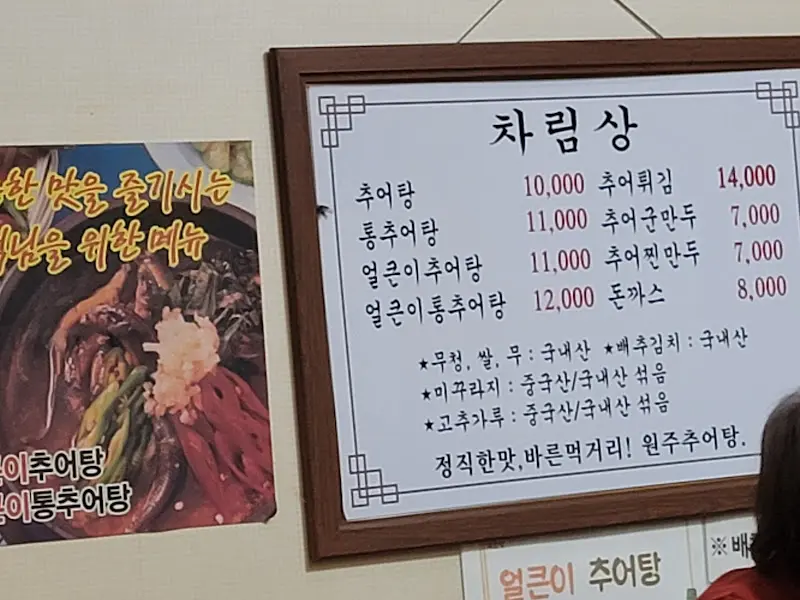 한 맛을 즐기시는
님을 위한 메뉴
큰이추어탕
큰이통추어탕
차림상
추어탕 10,000 추어튀김 14,000
통추어탕 11,000 추어군만두 7,000
얼큰이추어탕 11,000 추어찐만두 7,000
얼큰이통추어탕 12,000 돈까스 8,000
★무청, 쌀, 무 : 국내산 ★배추김치 : 국내산
★미꾸라지 : 중국산/국내산 섞음
★고추가루 : 중국산/국내산 섞음
정직한맛,바른먹거리! 원주추어탕.
얼큰이 추어탕
※